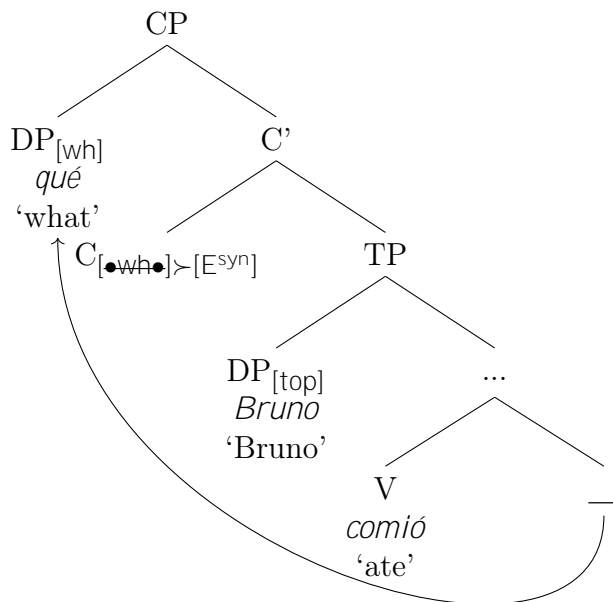 CP
DP[wh] C'
qué
‘what’
C[●wh●]≻[Esyn] TP
DP[top] ...
Bruno
‘Bruno’
V —
comió
‘ate’